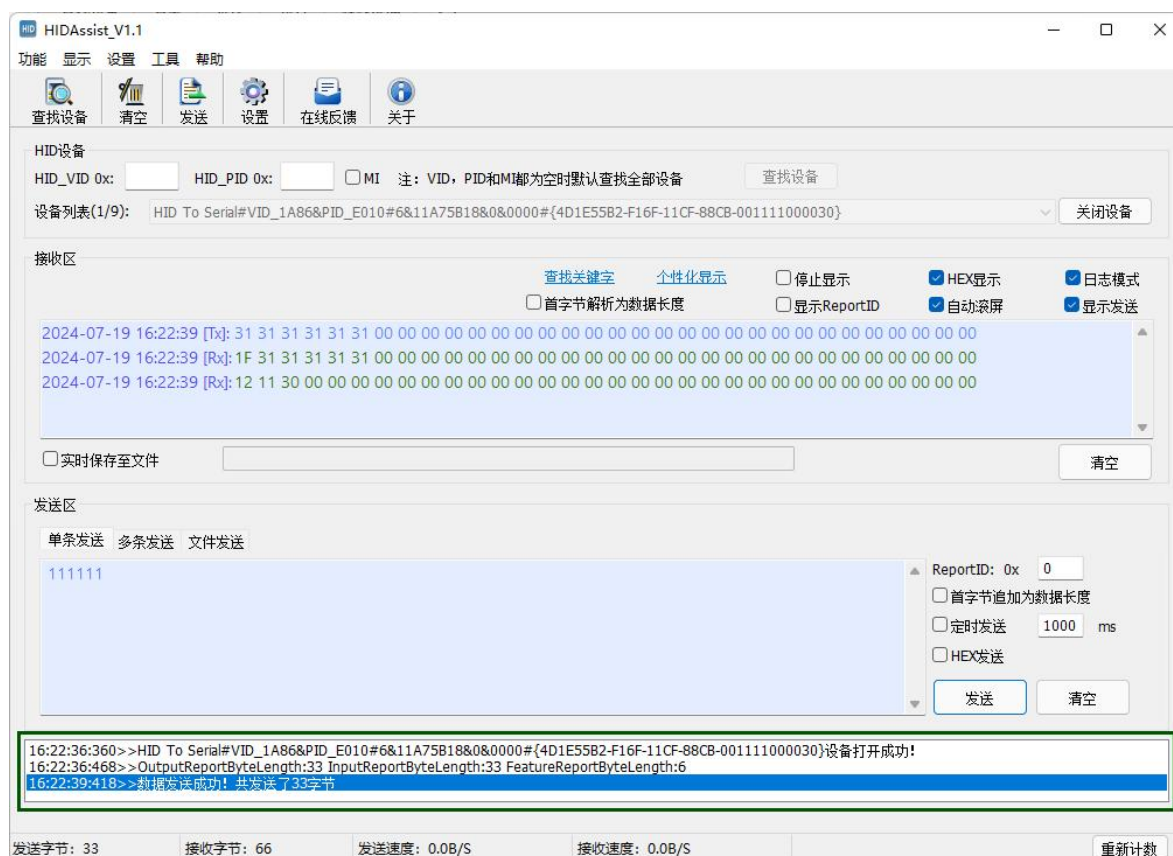 HIDAssist_V1.1
功能 显示 设置 工具 帮助
查找设备 清空 发送 设置 在线反馈 关于
HID设备
HID_VID 0x: HID_PID 0x: MI 注：VID，PID和MI都为空时默认查找全部设备 查找设备
设备列表(1/9): HID To Serial#VID_1A86&PID_E010#6&11A75B18&0&0000#{4D1E55B2-F16F-11CF-88CB-001111000030} 关闭设备
接收区
查找关键字 个性化显示 停止显示 HEX显示 日志模式
首字节解析为数据长度 显示ReportID 自动滚屏 显示发送
2024-07-19 16:22:39 [Tx]: 31 31 31 31 31 31 00 00 00 00 00 00 00 00 00 00 00 00 00 00 00 00 00 00 00 00 00 00 00 00 00 00
2024-07-19 16:22:39 [Rx]: 1F 31 31 31 31 31 00 00 00 00 00 00 00 00 00 00 00 00 00 00 00 00 00 00 00 00 00 00 00 00 00 00
2024-07-19 16:22:39 [Rx]: 12 11 30 00 00 00 00 00 00 00 00 00 00 00 00 00 00 00 00 00 00 00 00 00 00 00 00 00 00 00 00 00
实时保存至文件 清空
发送区
单条发送 多条发送 文件发送
111111
ReportID: 0x 0
首字节追加为数据长度
定时发送 1000 ms
HEX发送
发送 清空
16:22:36:360>>HID To Serial#VID_1A86&PID_E010#6&11A75B18&0&0000#{4D1E55B2-F16F-11CF-88CB-001111000030}设备打开成功!
16:22:36:468>>OutputReportByteLength:33 InputReportByteLength:33 FeatureReportByteLength:6
16:22:39:418>>数据发送成功! 共发送了33字节
发送字节: 33 接收字节: 66 发送速度: 0.0B/S 接收速度: 0.0B/S 重新计数